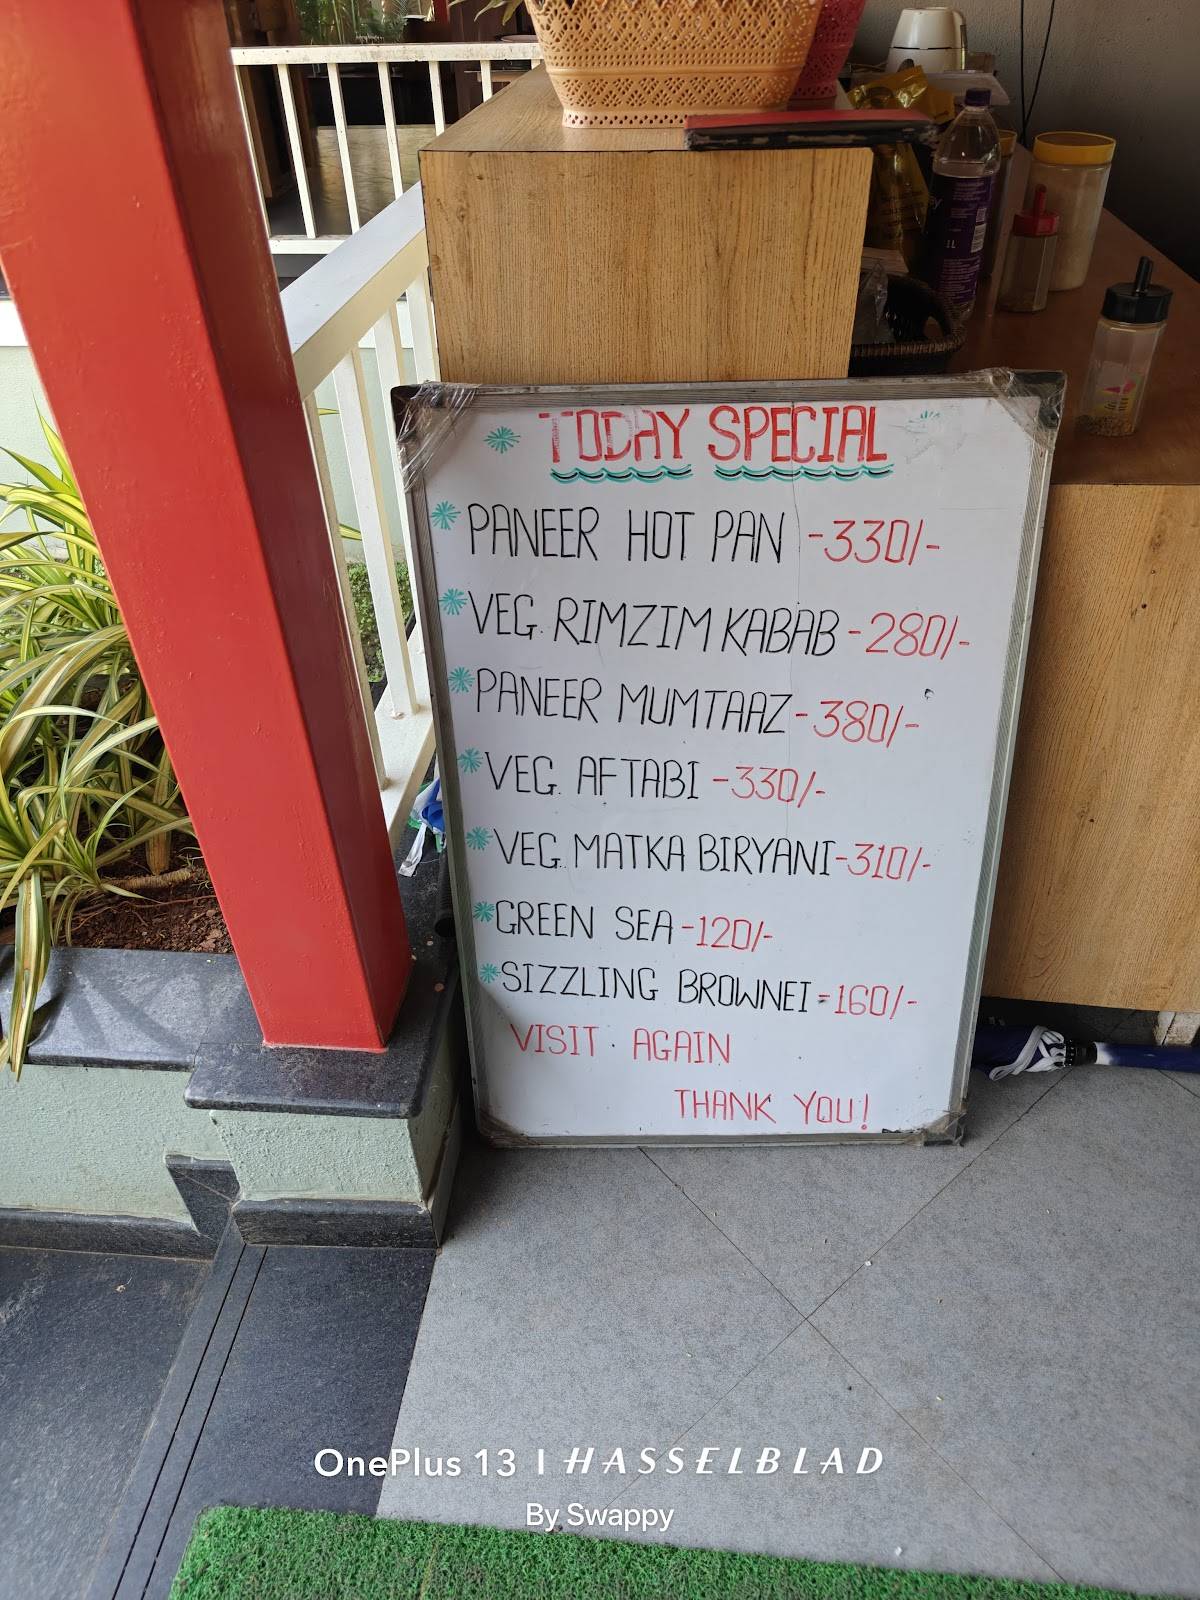 TODAY SPECIAL
PANEER HOT PAN -330/-
VEG. RIMZIM KABAB -280/-
PANEER MUMTAAZ -380/-
VEG. AFTABI -330/-
VEG. MATKA BIRYANI -310/-
GREEN SEA -120/-
SIZZLING BROWNEI =160/-
VISIT. AGAIN
THANK YOU!
1L
OnePlus 13 | HASSELBLAD
By Swappy